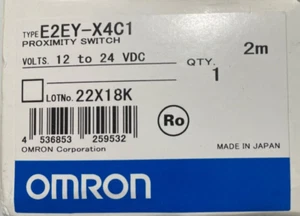 TYPE E2EY-X4C1
PROXIMITY SWITCH 2m
VOLTS. 12 to 24 VDC QTY.
1
LOTNo. 22X18K
4 536853 259532 Ro
OMRON Corporation MADE IN JAPAN
OMRON